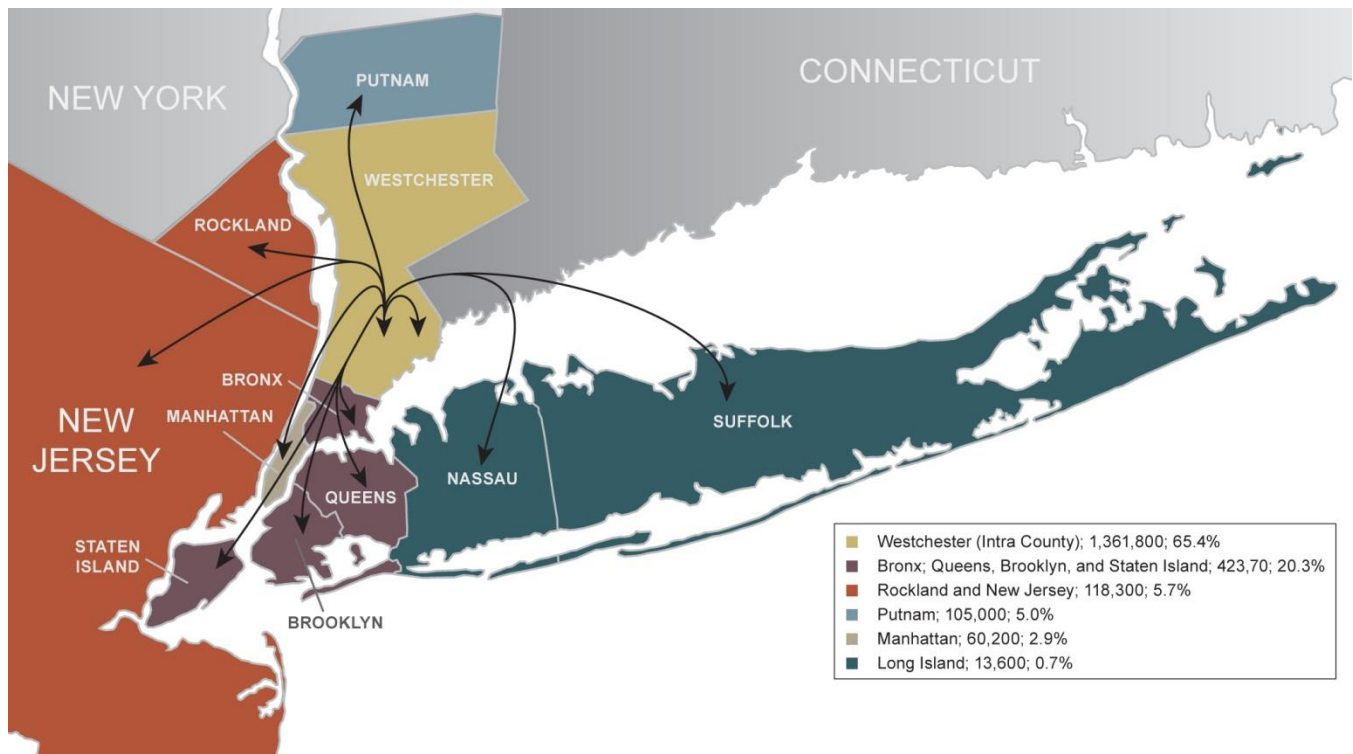 NEW YORK
PUTNAM
CONNECTICUT
WESTCHESTER
ROCKLAND
BRONX
MANHATTAN
NEW
JERSEY
SUFFOLK
NASSAU
QUEENS
STATEN
ISLAND
BROOKLYN
Westchester (Intra County); 1,361,800; 65.4%
Bronx; Queens, Brooklyn, and Staten Island; 423,70; 20.3%
Rockland and New Jersey; 118,300; 5.7%
Putnam; 105,000; 5.0%
Manhattan; 60,200; 2.9%
Long Island; 13,600; 0.7%